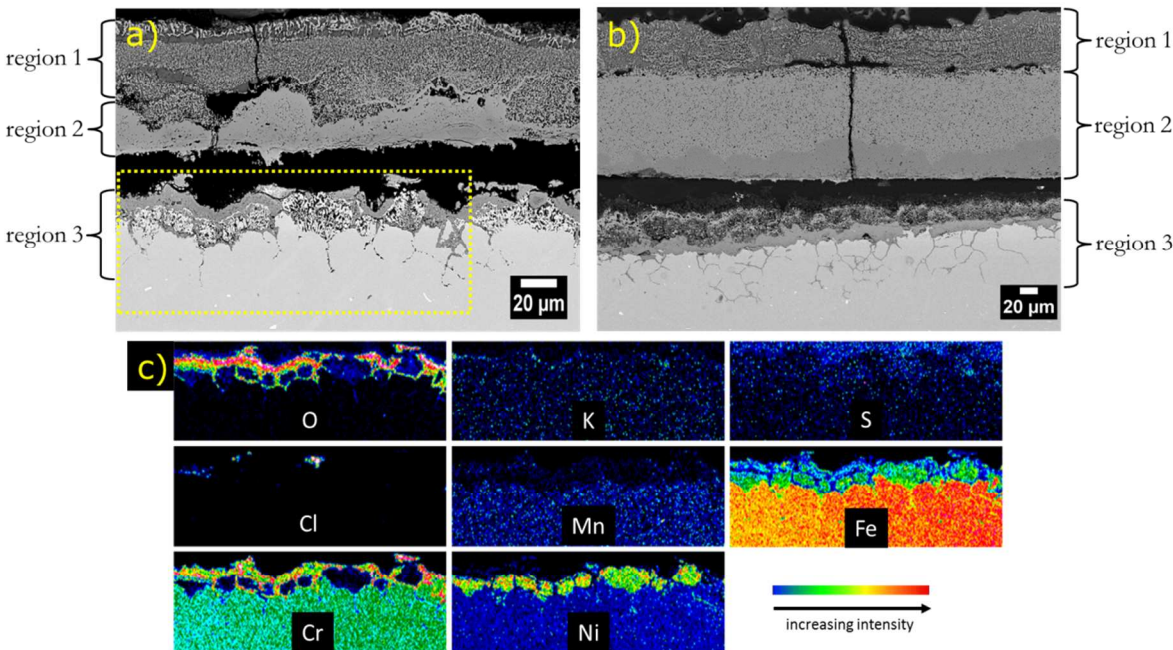 a)
b)
region 1
region 2
region 3
20 µm
region 1
region 2
region 3
20 µm
c)
O
K
S
Cl
Mn
Fe
Cr
Ni
increasing intensity